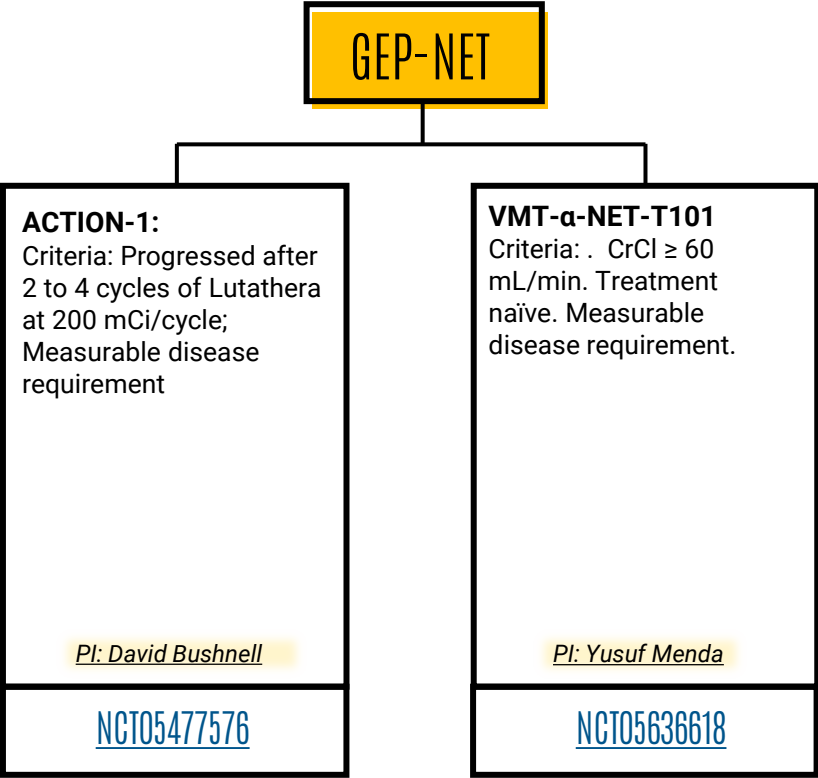 GEP-NET
ACTION-1:
Criteria: Progressed after
2 to 4 cycles of Lutathera
at 200 mCi/cycle;
Measurable disease
requirement
PI: David Bushnell
NCT05477576
VMT-α-NET-T101
Criteria: .  CrCl ≥ 60
mL/min. Treatment
naïve. Measurable
disease requirement.
PI: Yusuf Menda
NCT05636618